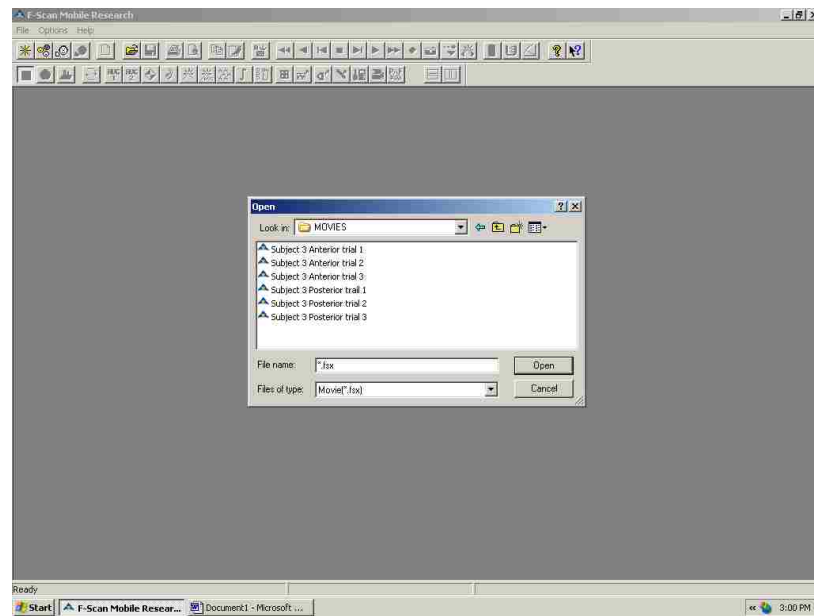 F-Scan Mobile Research
File Options Help
Open
Look in: MOVIES
Subject 3 Anterior trial 1
Subject 3 Anterior trial 2
Subject 3 Anterior trial 3
Subject 3 Posterior trail 1
Subject 3 Posterior trial 2
Subject 3 Posterior trial 3
File name: *.fsx Open
Files of type: Movie(*.fsx) Cancel
Ready
Start F-Scan Mobile Resear... Document1 - Microsoft ... 3:00 PM